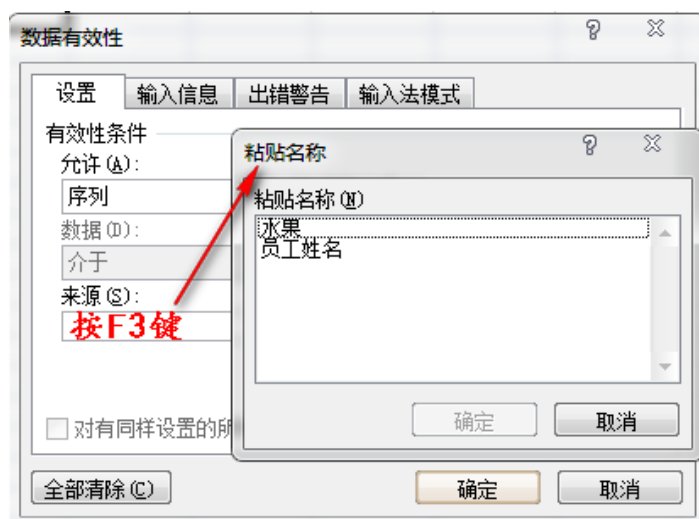 数据有效性
设置 输入信息 出错警告 输入法模式
有效性条件
允许(A):
序列
数据(D):
介于
来源(S):
按F3键
对有同样设置的所
全部清除(C) 确定 取消
粘贴名称
粘贴名称(N)
水果
员工姓名
确定 取消